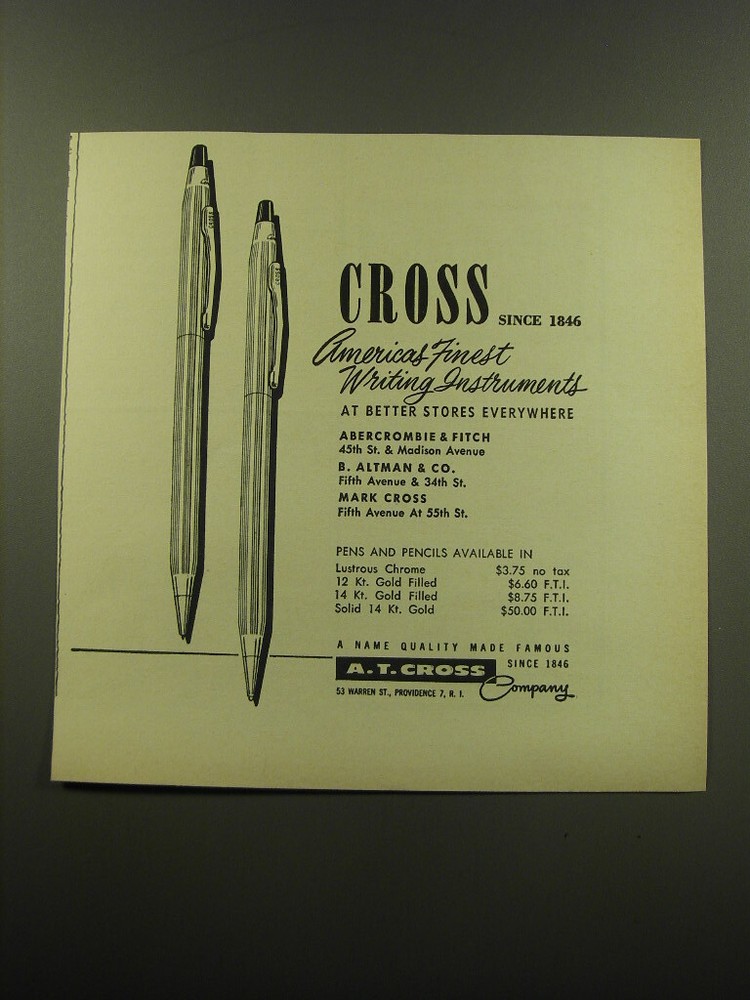 CROSS
CROSS
CROSS SINCE 1846
Americas Finest
Writing Instruments
AT BETTER STORES EVERYWHERE
ABERCROMBIE & FITCH
45th St. & Madison Avenue
B. ALTMAN & CO.
Fifth Avenue & 34th St.
MARK CROSS
Fifth Avenue At 55th St.
PENS AND PENCILS AVAILABLE IN
Lustrous Chrome $3.75 no tax
12 Kt. Gold Filled $6.60 F.T.I.
14 Kt. Gold Filled $8.75 F.T.I.
Solid 14 Kt. Gold $50.00 F.T.I.
A NAME QUALITY MADE FAMOUS
A.T. CROSS SINCE 1846
Company
53 WARREN ST., PROVIDENCE 7, R. I.